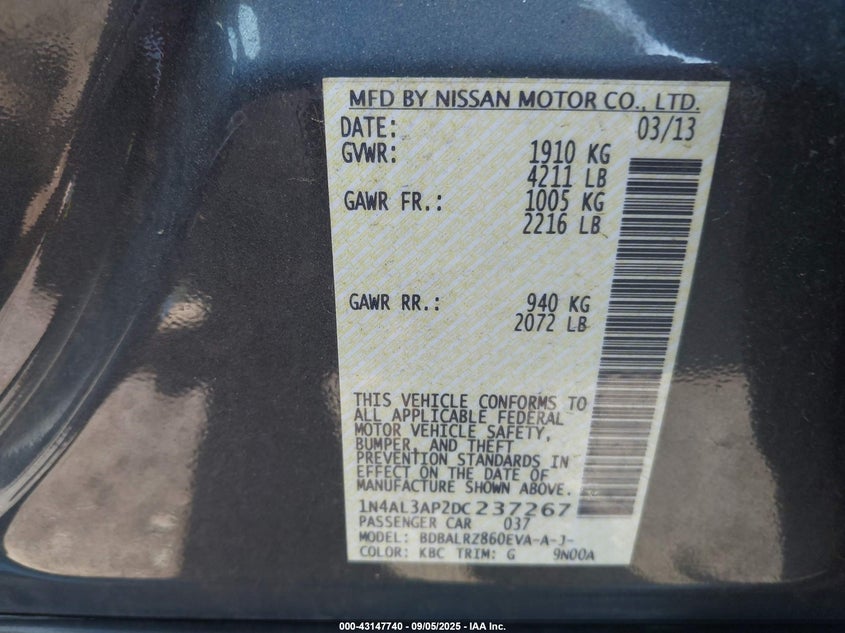 MFD BY NISSAN MOTOR CO., LTD.
DATE: 03/13
GVWR: 1910 KG
4211 LB
GAWR FR.: 1005 KG
2216 LB
GAWR RR.: 940 KG
2072 LB
THIS VEHICLE CONFORMS TO
ALL APPLICABLE FEDERAL
MOTOR VEHICLE SAFETY,
BUMPER, AND THEFT
PREVENTION STANDARDS IN
EFFECT ON THE DATE OF
MANUFACTURE SHOWN ABOVE.
1N4AL3AP2DC237267
PASSENGER CAR 037
MODEL: BDBALRZ860EVA-A-J-
COLOR: KBC TRIM: G 9N00A
000-43147740 - 09/05/2025 - IAA Inc.